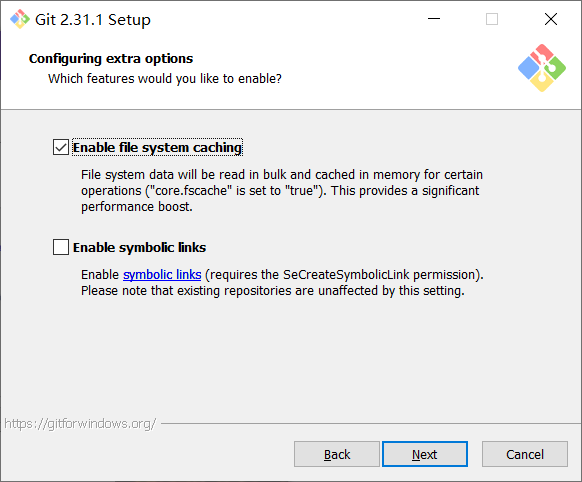 Git 2.31.1 Setup
Configuring extra options
Which features would you like to enable?
Enable file system caching
File system data will be read in bulk and cached in memory for certain
operations ("core.fscache" is set to "true"). This provides a significant
performance boost.
Enable symbolic links
Enable symbolic links (requires the SeCreateSymbolicLink permission).
Please note that existing repositories are unaffected by this setting.
https://gitforwindows.org/
Back
Next
Cancel